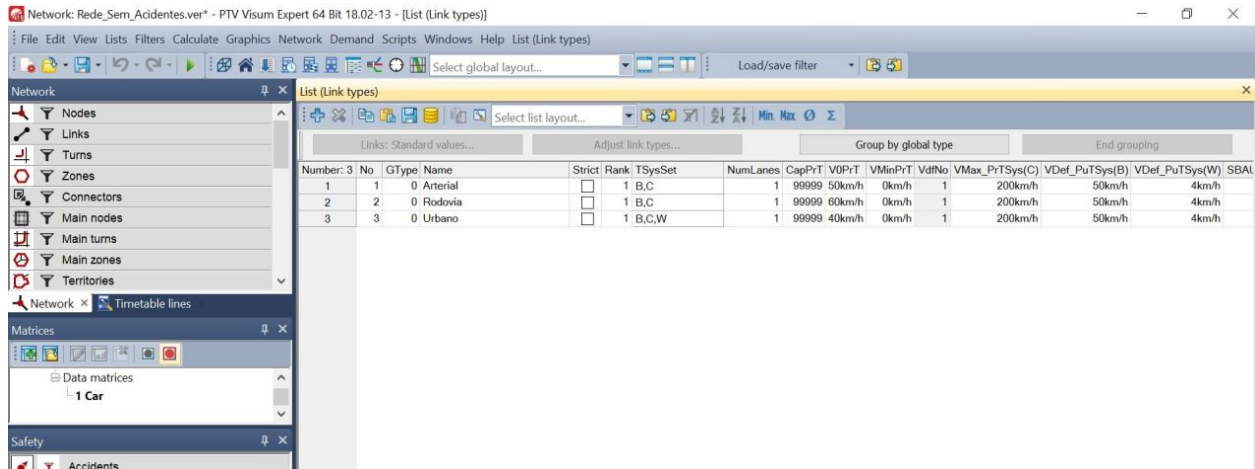 Network: Rede_Sem_Acidentes.ver* - PTV Visum Expert 64 Bit 18.02-13 - [List (Link types)]
File Edit View Lists Filters Calculate Graphics Network Demand Scripts Windows Help List (Link types)
Select global layout... Load/save filter
Network
Nodes
Links
Turns
Zones
Connectors
Main nodes
Main turns
Main zones
Territories
Network Timetable lines
Matrices
Data matrices
1 Car
Safety
Accidents
List (Link types)
Select list layout... Min. Max. Ø Σ
Links: Standard values... Adjust link types... Group by global type End grouping
Number: 3 No GType Name Strict Rank TSysSet NumLanes CapPrT V0PrT VMinPrT VdfNo VMax_PrTSys(C) VDef_PuTSys(B) VDef_PuTSys(W) SBAU
1 1 0 Arterial 1 B,C 1 99999 50km/h 0km/h 1 200km/h 50km/h 4km/h
2 2 0 Rodovia 1 B,C 1 99999 60km/h 0km/h 1 200km/h 50km/h 4km/h
3 3 0 Urbano 1 B,C,W 1 99999 40km/h 0km/h 1 200km/h 50km/h 4km/h